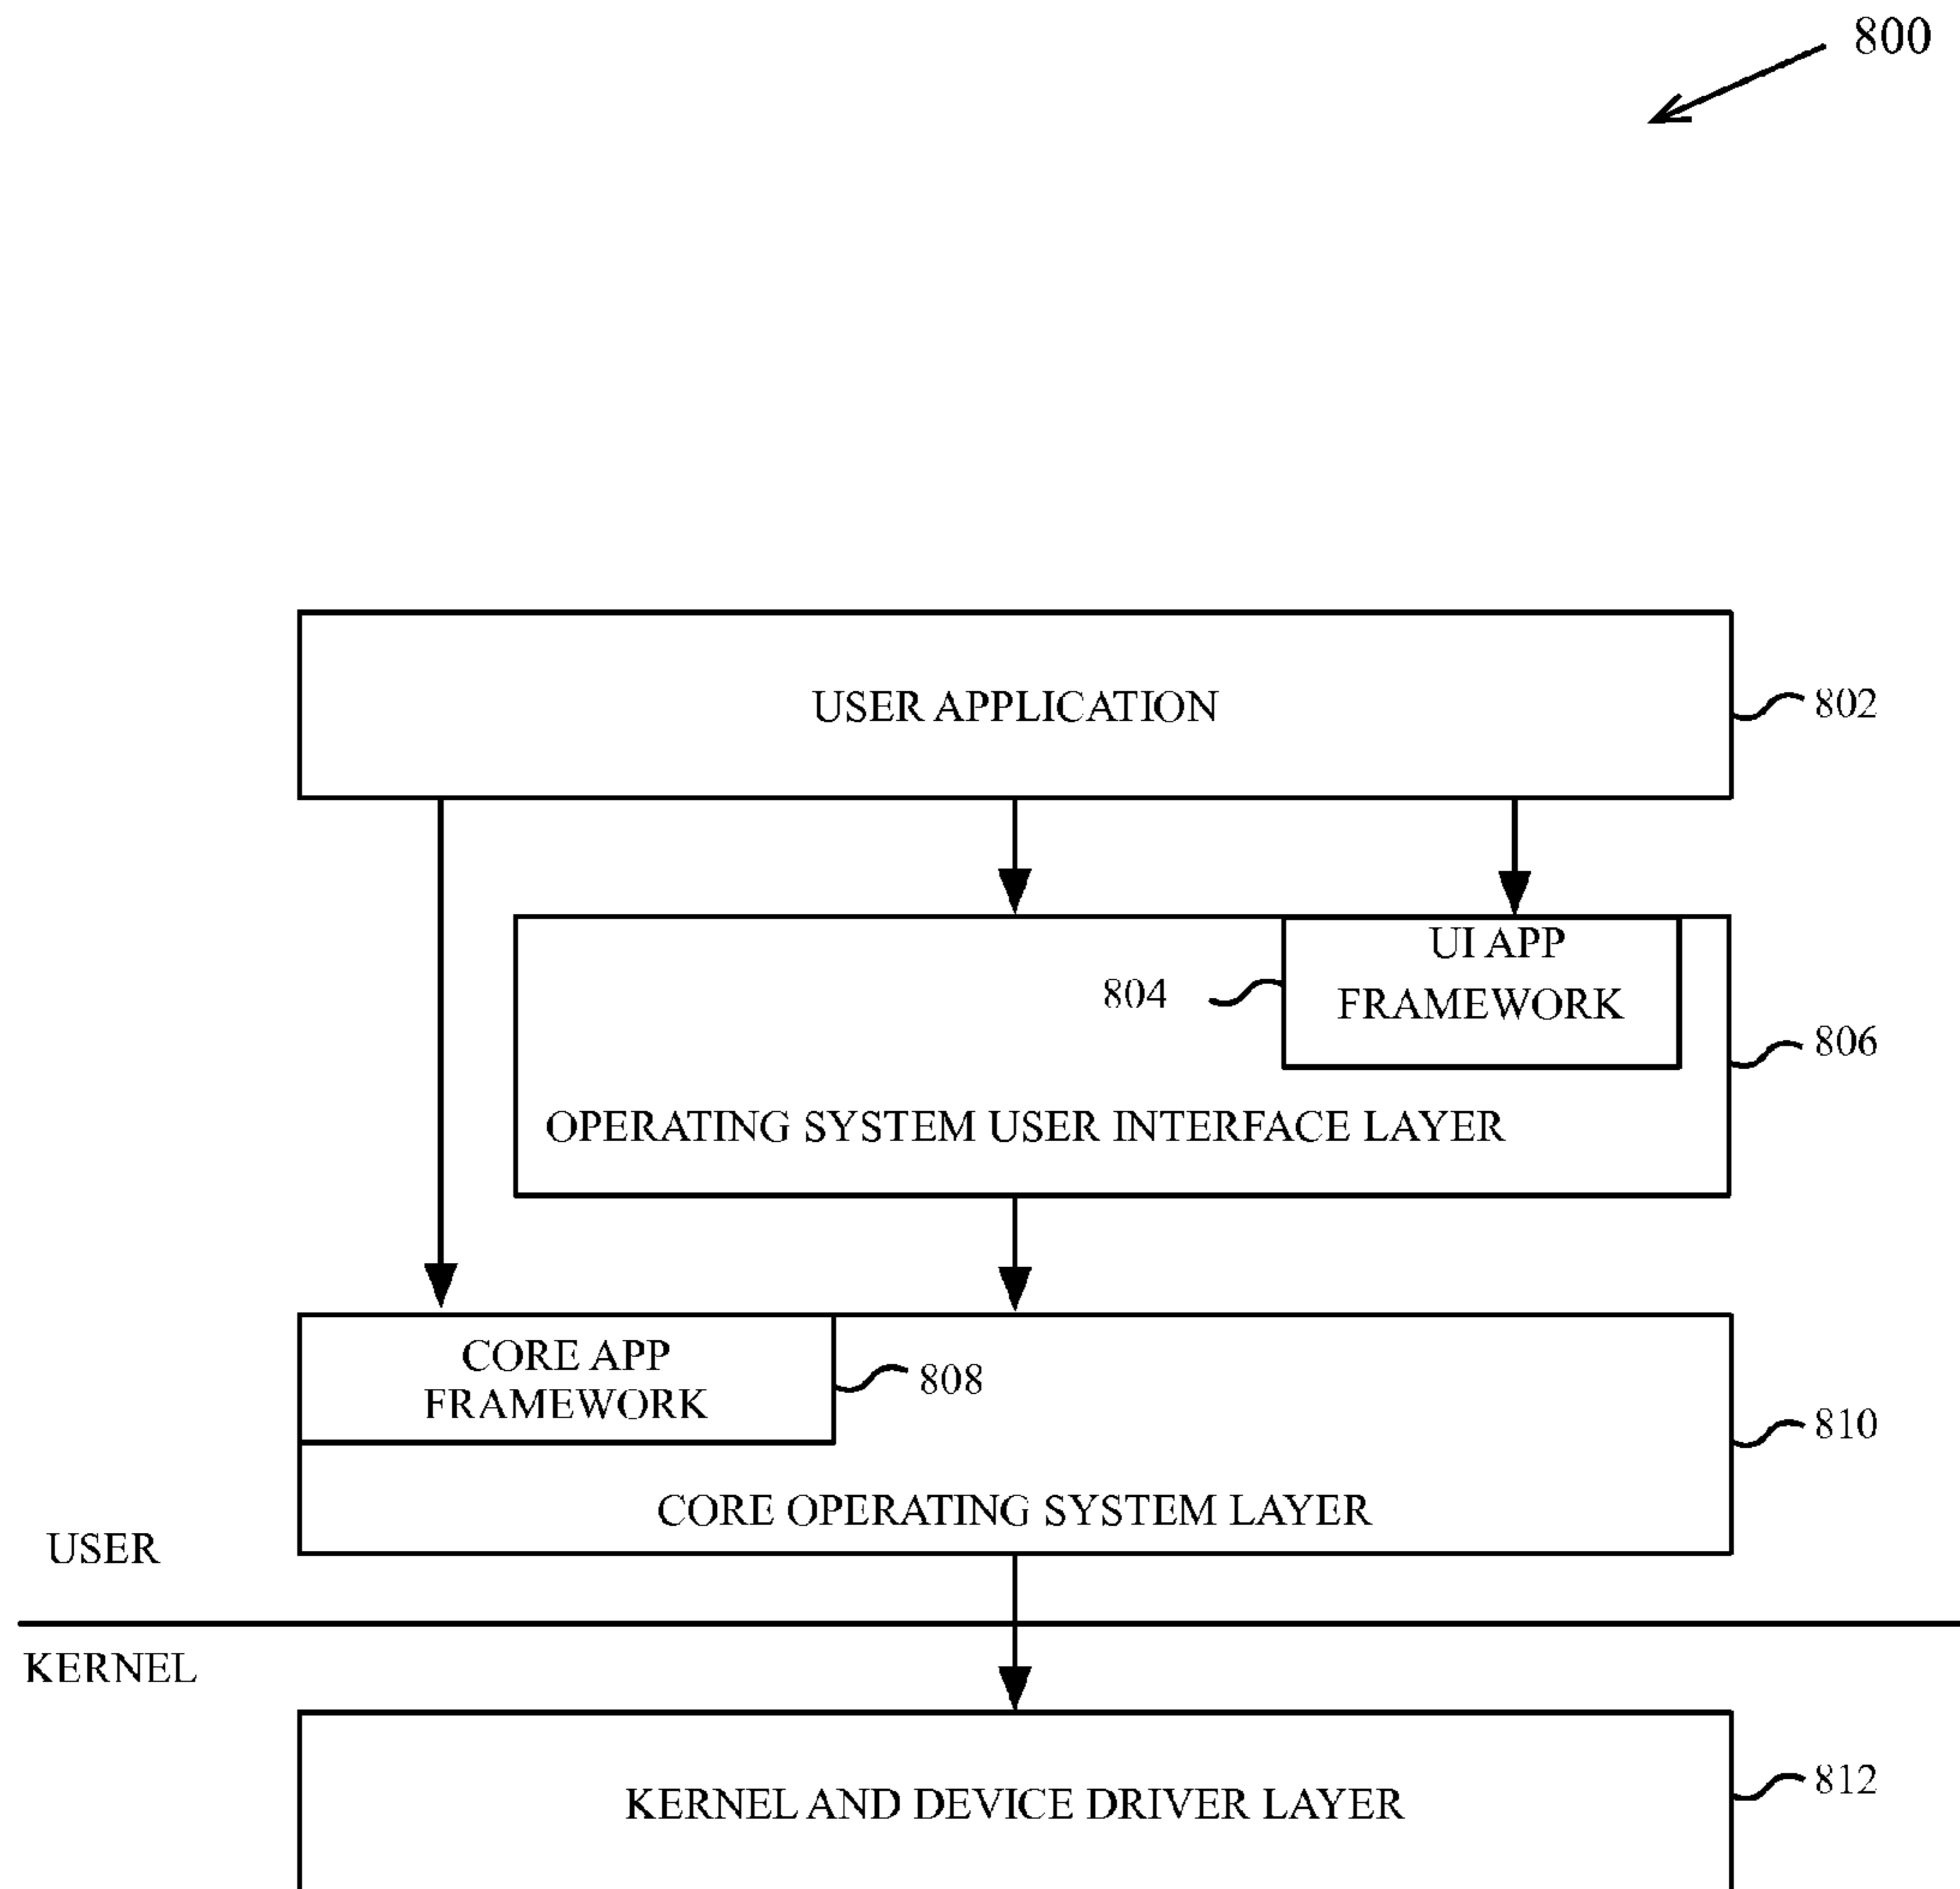 800
USER APPLICATION
802
UI APP
FRAMEWORK
804
806
OPERATING SYSTEM USER INTERFACE LAYER
CORE APP
FRAMEWORK
808
810
CORE OPERATING SYSTEM LAYER
USER
KERNEL
KERNEL AND DEVICE DRIVER LAYER
812